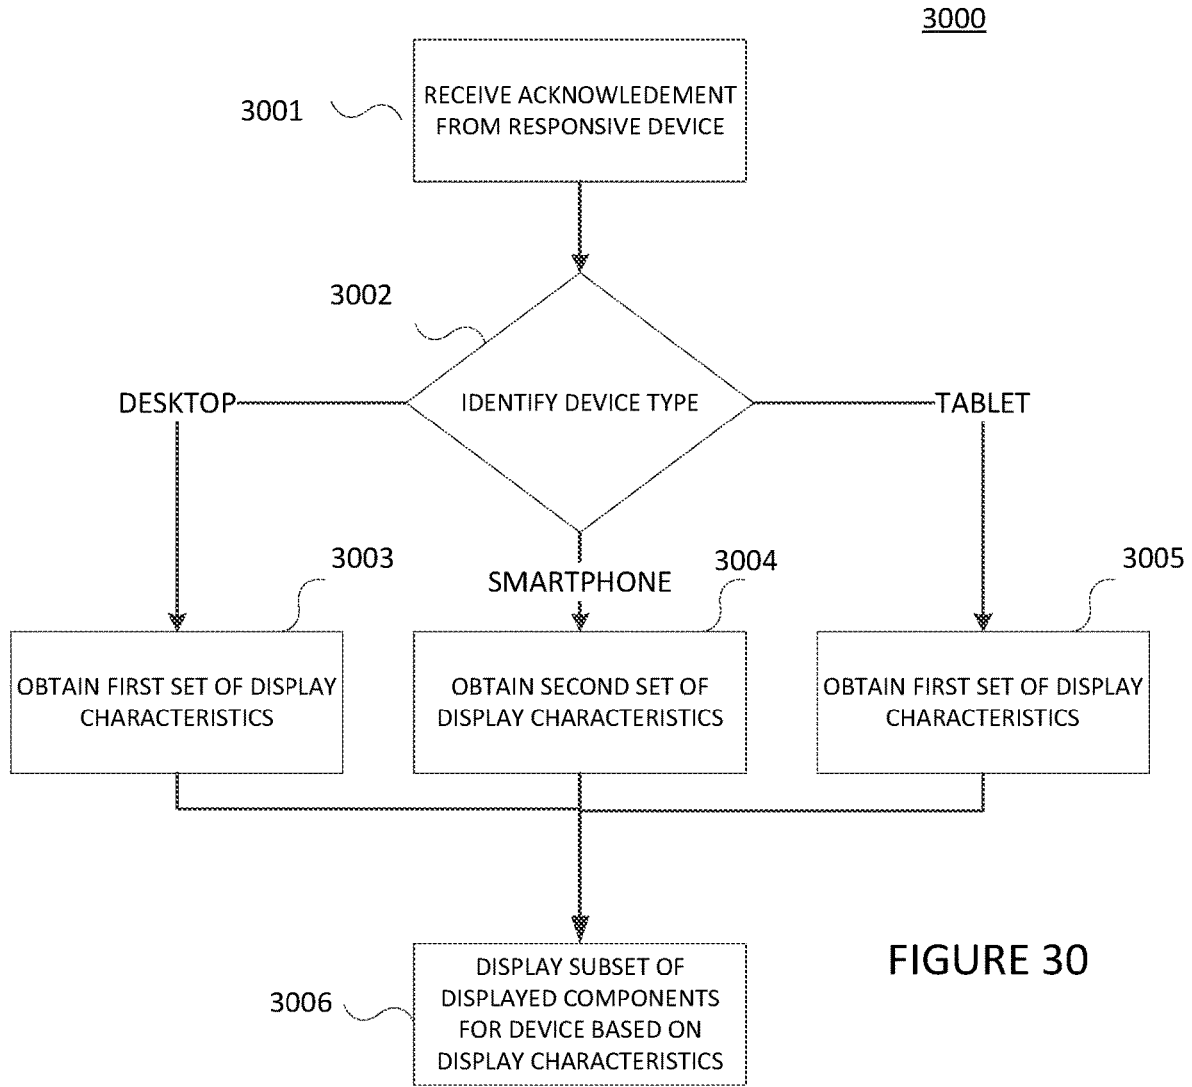 3000
3001
RECEIVE ACKNOWLEDEMENT
FROM RESPONSIVE DEVICE
3002
DESKTOP
IDENTIFY DEVICE TYPE
TABLET
3003
SMARTPHONE
3004
3005
OBTAIN FIRST SET OF DISPLAY
CHARACTERISTICS
OBTAIN SECOND SET OF
DISPLAY CHARACTERISTICS
OBTAIN FIRST SET OF DISPLAY
CHARACTERISTICS
3006
DISPLAY SUBSET OF
DISPLAYED COMPONENTS
FOR DEVICE BASED ON
DISPLAY CHARACTERISTICS
FIGURE 30